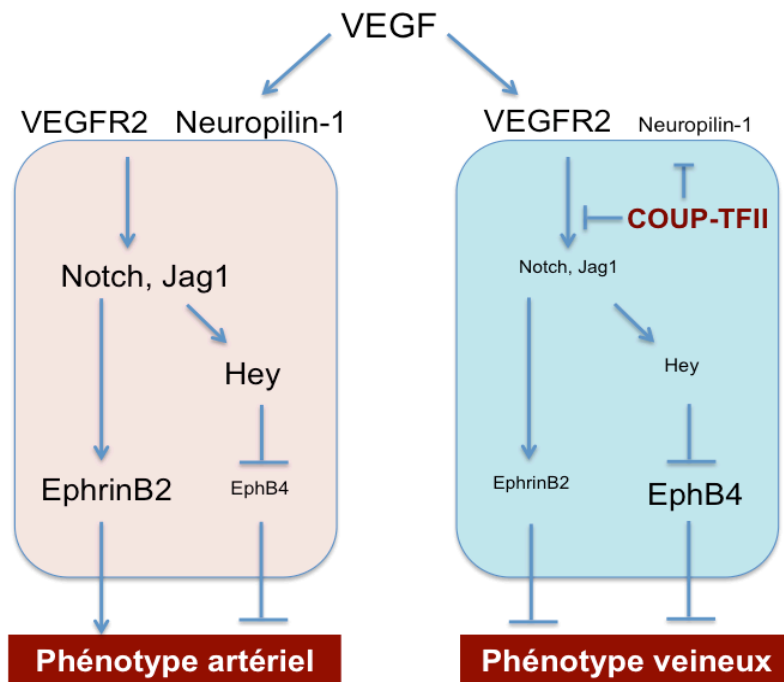 VEGF
VEGFR2 Neuropilin-1
Notch, Jag1
Hey
EphrinB2 EphB4
Phénotype artériel
VEGFR2 Neuropilin-1
COUP-TFII
Notch, Jag1
Hey
EphrinB2 EphB4
Phénotype veineux